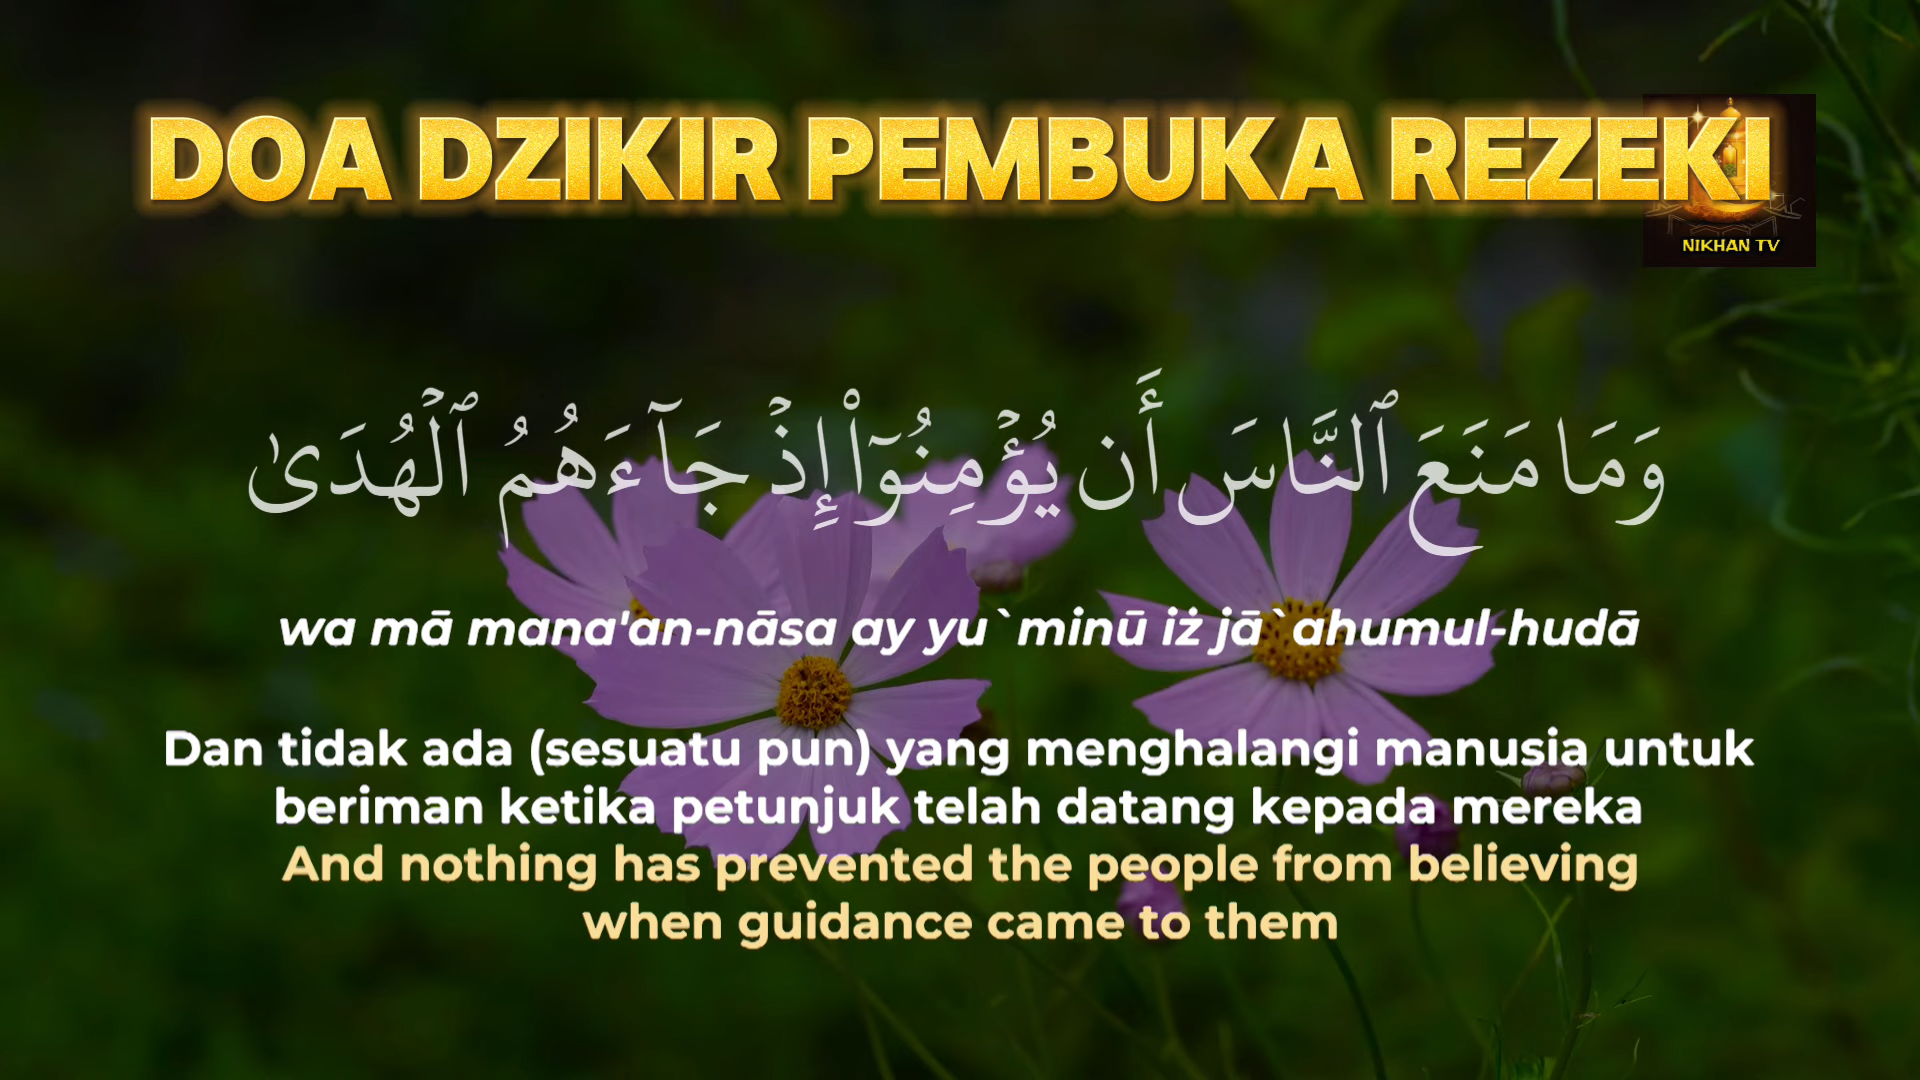 DOA DZIKIR PEMBUKA REZEKI
NIKHAN TV
وَمَا مَنَعَ ٱلنَّاسَ أَن يُؤۡمِنُوٓاْ إِذۡ جَآءَهُمُ ٱلۡهُدَىٰ
wa mā mana'an-nāsa ay yu`minū iż jā`ahumul-hudā
Dan tidak ada (sesuatu pun) yang menghalangi manusia untuk
beriman ketika petunjuk telah datang kepada mereka
And nothing has prevented the people from believing
when guidance came to them